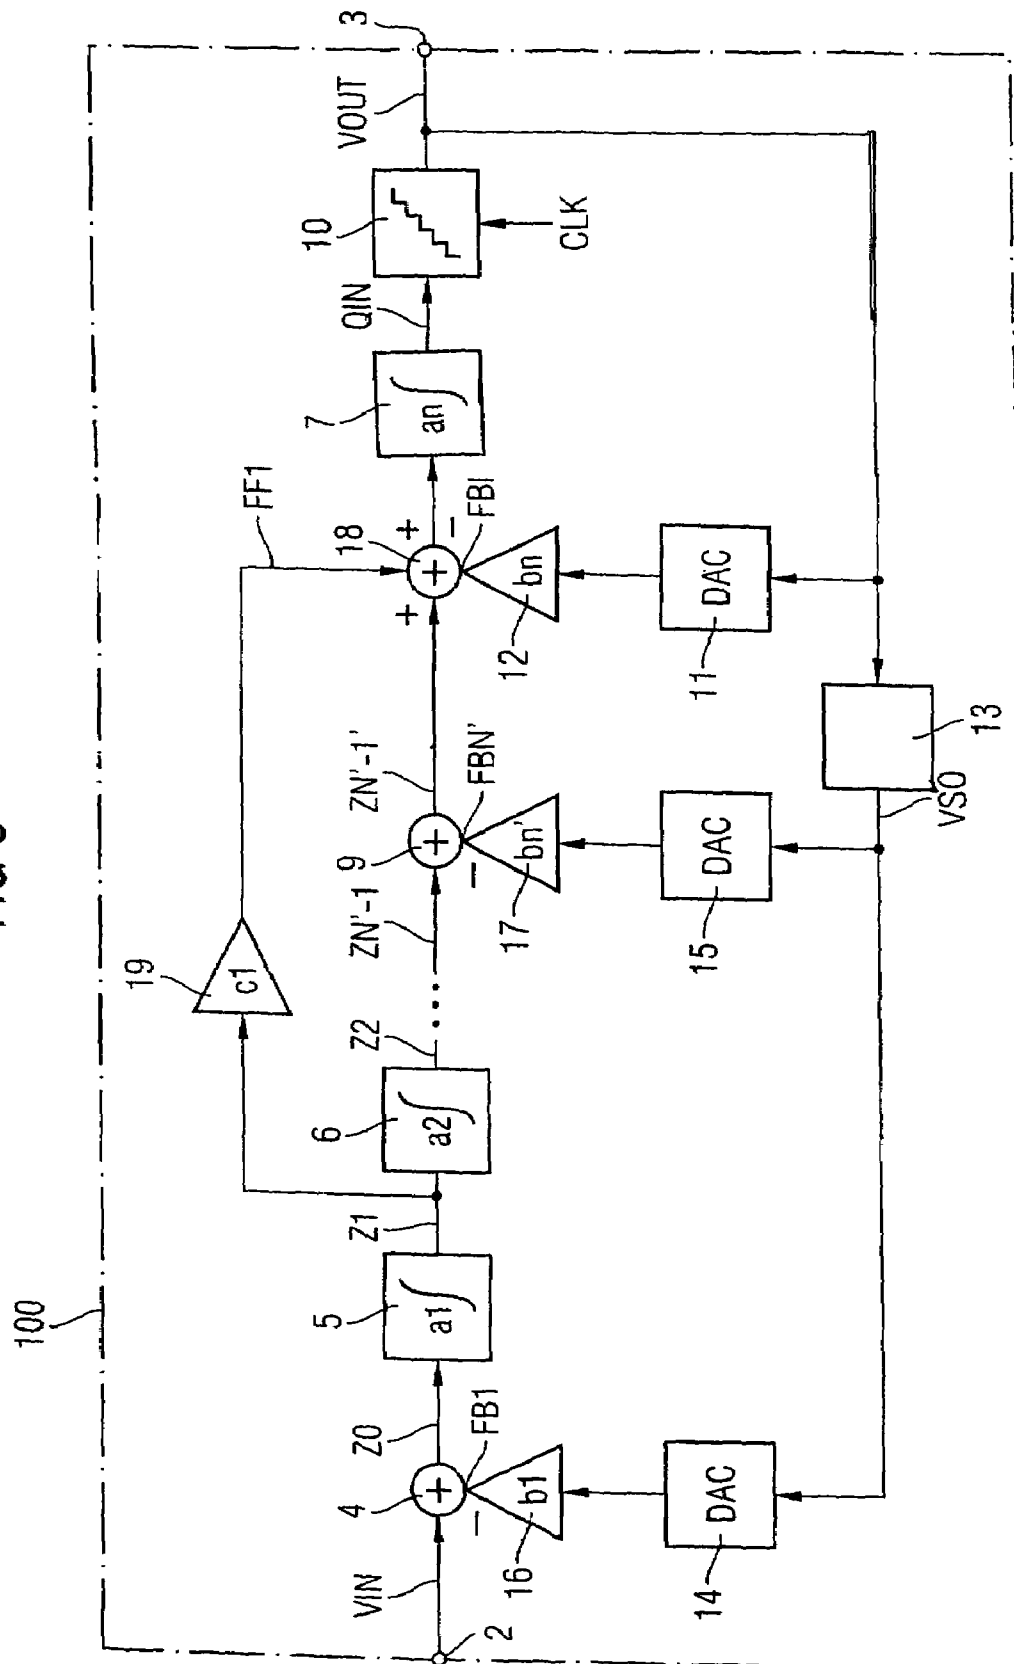 100
19
c1
FF1
VIN
4
Z0
FB1
5
a1
Z1
6
a2
Z2
...
ZN'-1
9
ZN'-1'
FBN'
18
+
+
+
−
FBI
7
an
QIN
10
VOUT
3
CLK
2
+
−
16
b1
+
−
17
bn'
12
bn
14
DAC
15
DAC
11
DAC
VS0
13